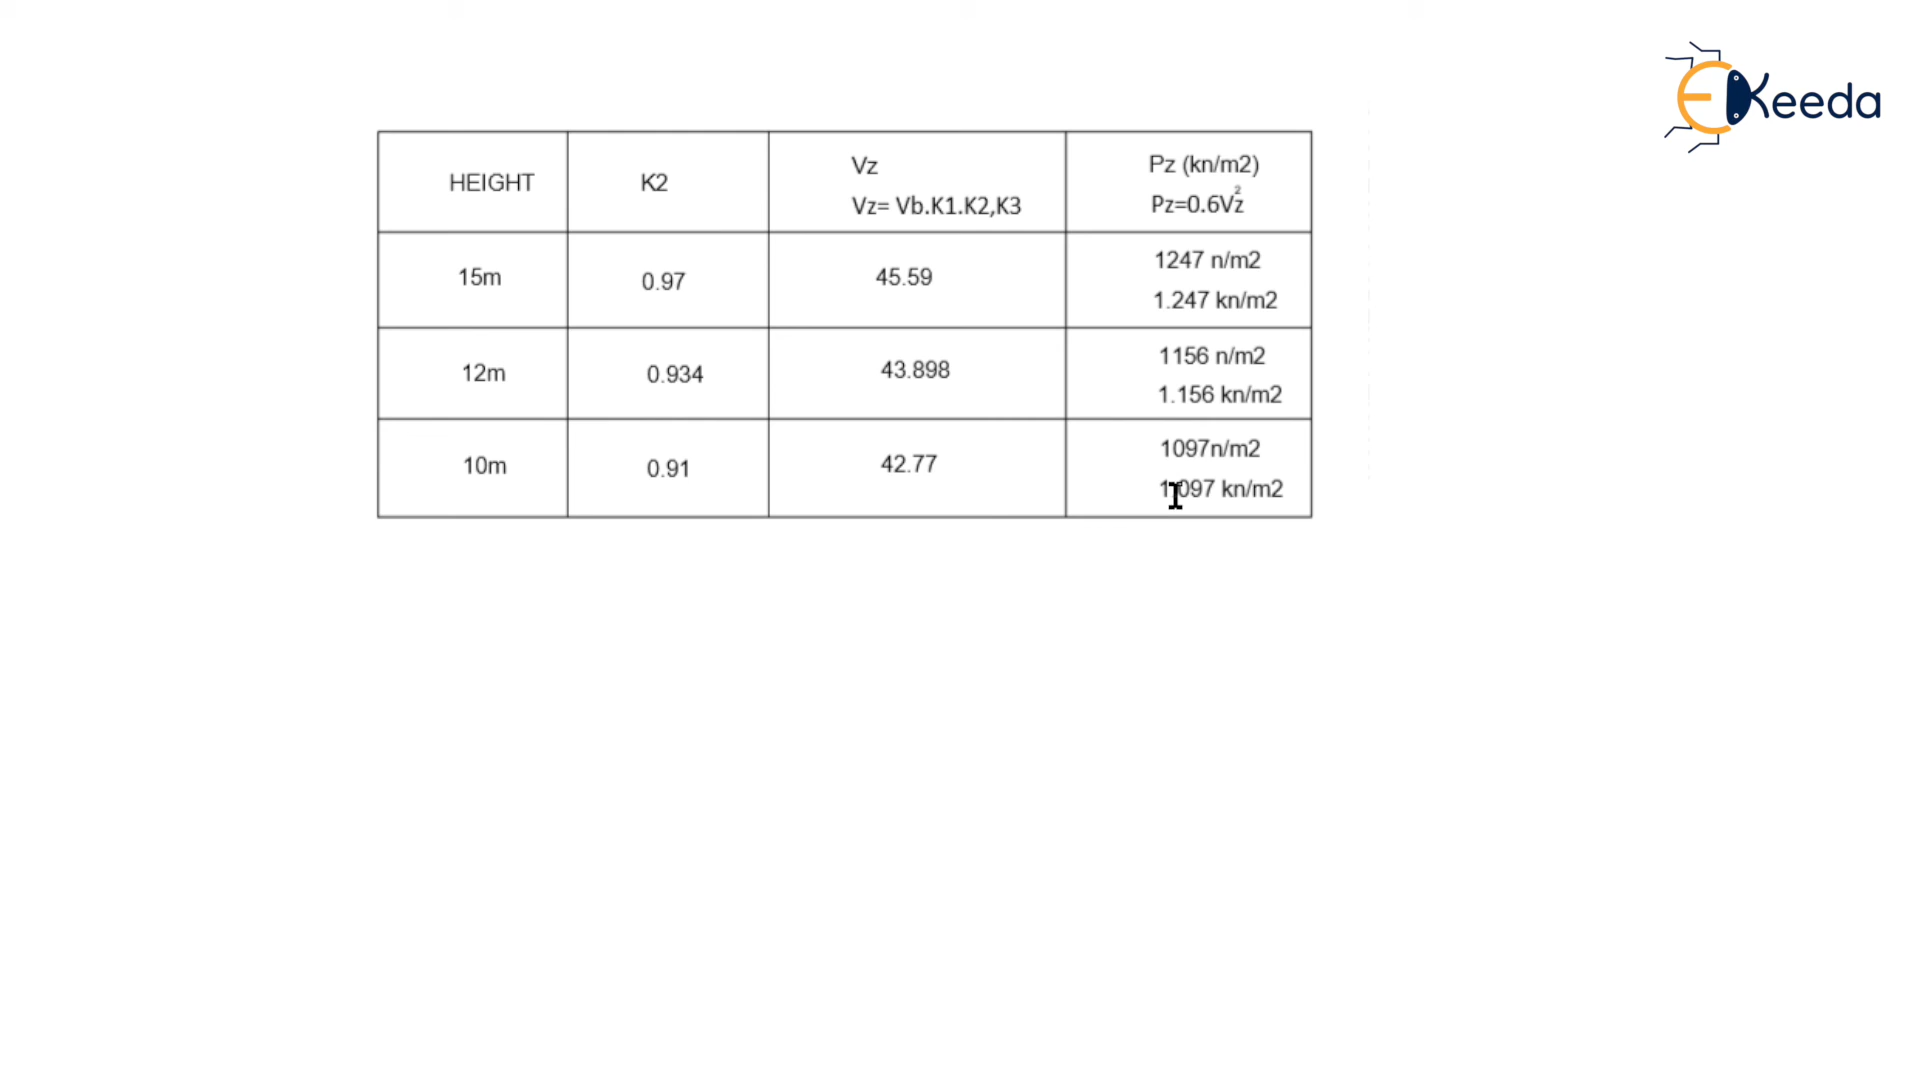 EKeeda
HEIGHT K2 Vz Vz= Vb.K1.K2,K3 Pz (kn/m2) Pz=0.6Vz²
15m 0.97 45.59 1247 n/m2 1.247 kn/m2
12m 0.934 43.898 1156 n/m2 1.156 kn/m2
10m 0.91 42.77 1097n/m2 1.097 kn/m2